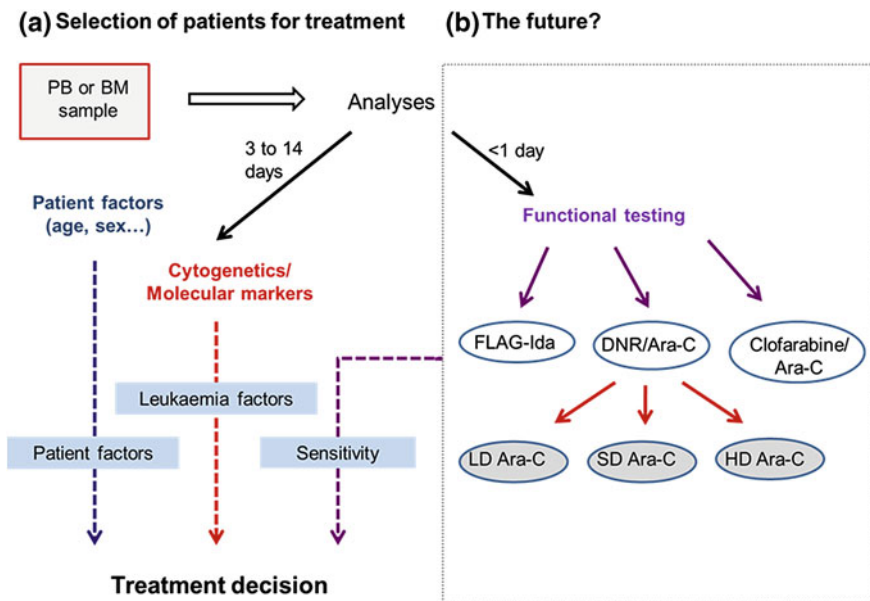 (a) Selection of patients for treatment
(b) The future?
PB or BM
sample
Analyses
3 to 14
days
<1 day
Patient factors
(age, sex...)
Functional testing
Cytogenetics/
Molecular markers
FLAG-Ida
DNR/Ara-C
Clofarabine/
Ara-C
Leukaemia factors
Patient factors
Sensitivity
LD Ara-C
SD Ara-C
HD Ara-C
Treatment decision